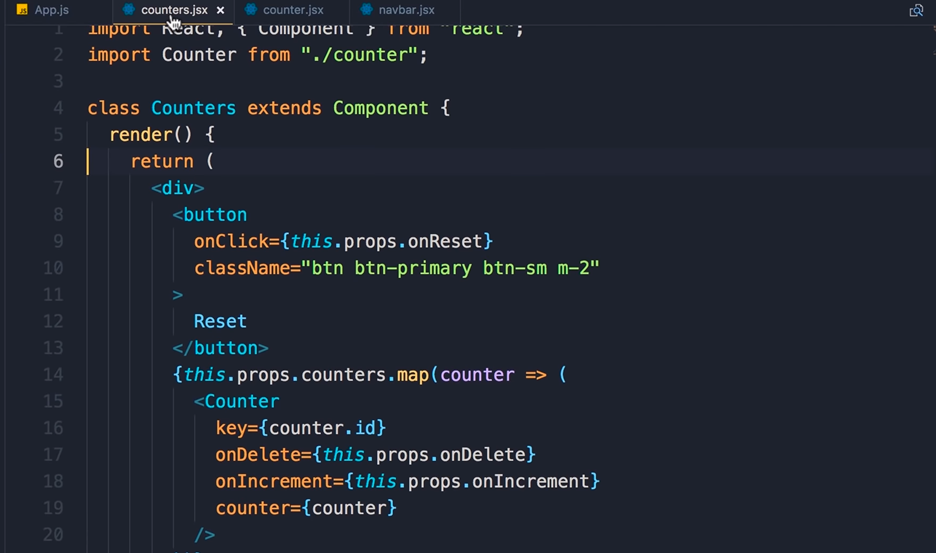 JS App.js counters.jsx × counter.jsx navbar.jsx
1 import React, { Component } from "react";
2 import Counter from "./counter";
3
4 class Counters extends Component {
5 render() {
6 return (
7 <div>
8 <button
9 onClick={this.props.onReset}
10 className="btn btn-primary btn-sm m-2"
11 >
12 Reset
13 </button>
14 {this.props.counters.map(counter => (
15 <Counter
16 key={counter.id}
17 onDelete={this.props.onDelete}
18 onIncrement={this.props.onIncrement}
19 counter={counter}
20 />